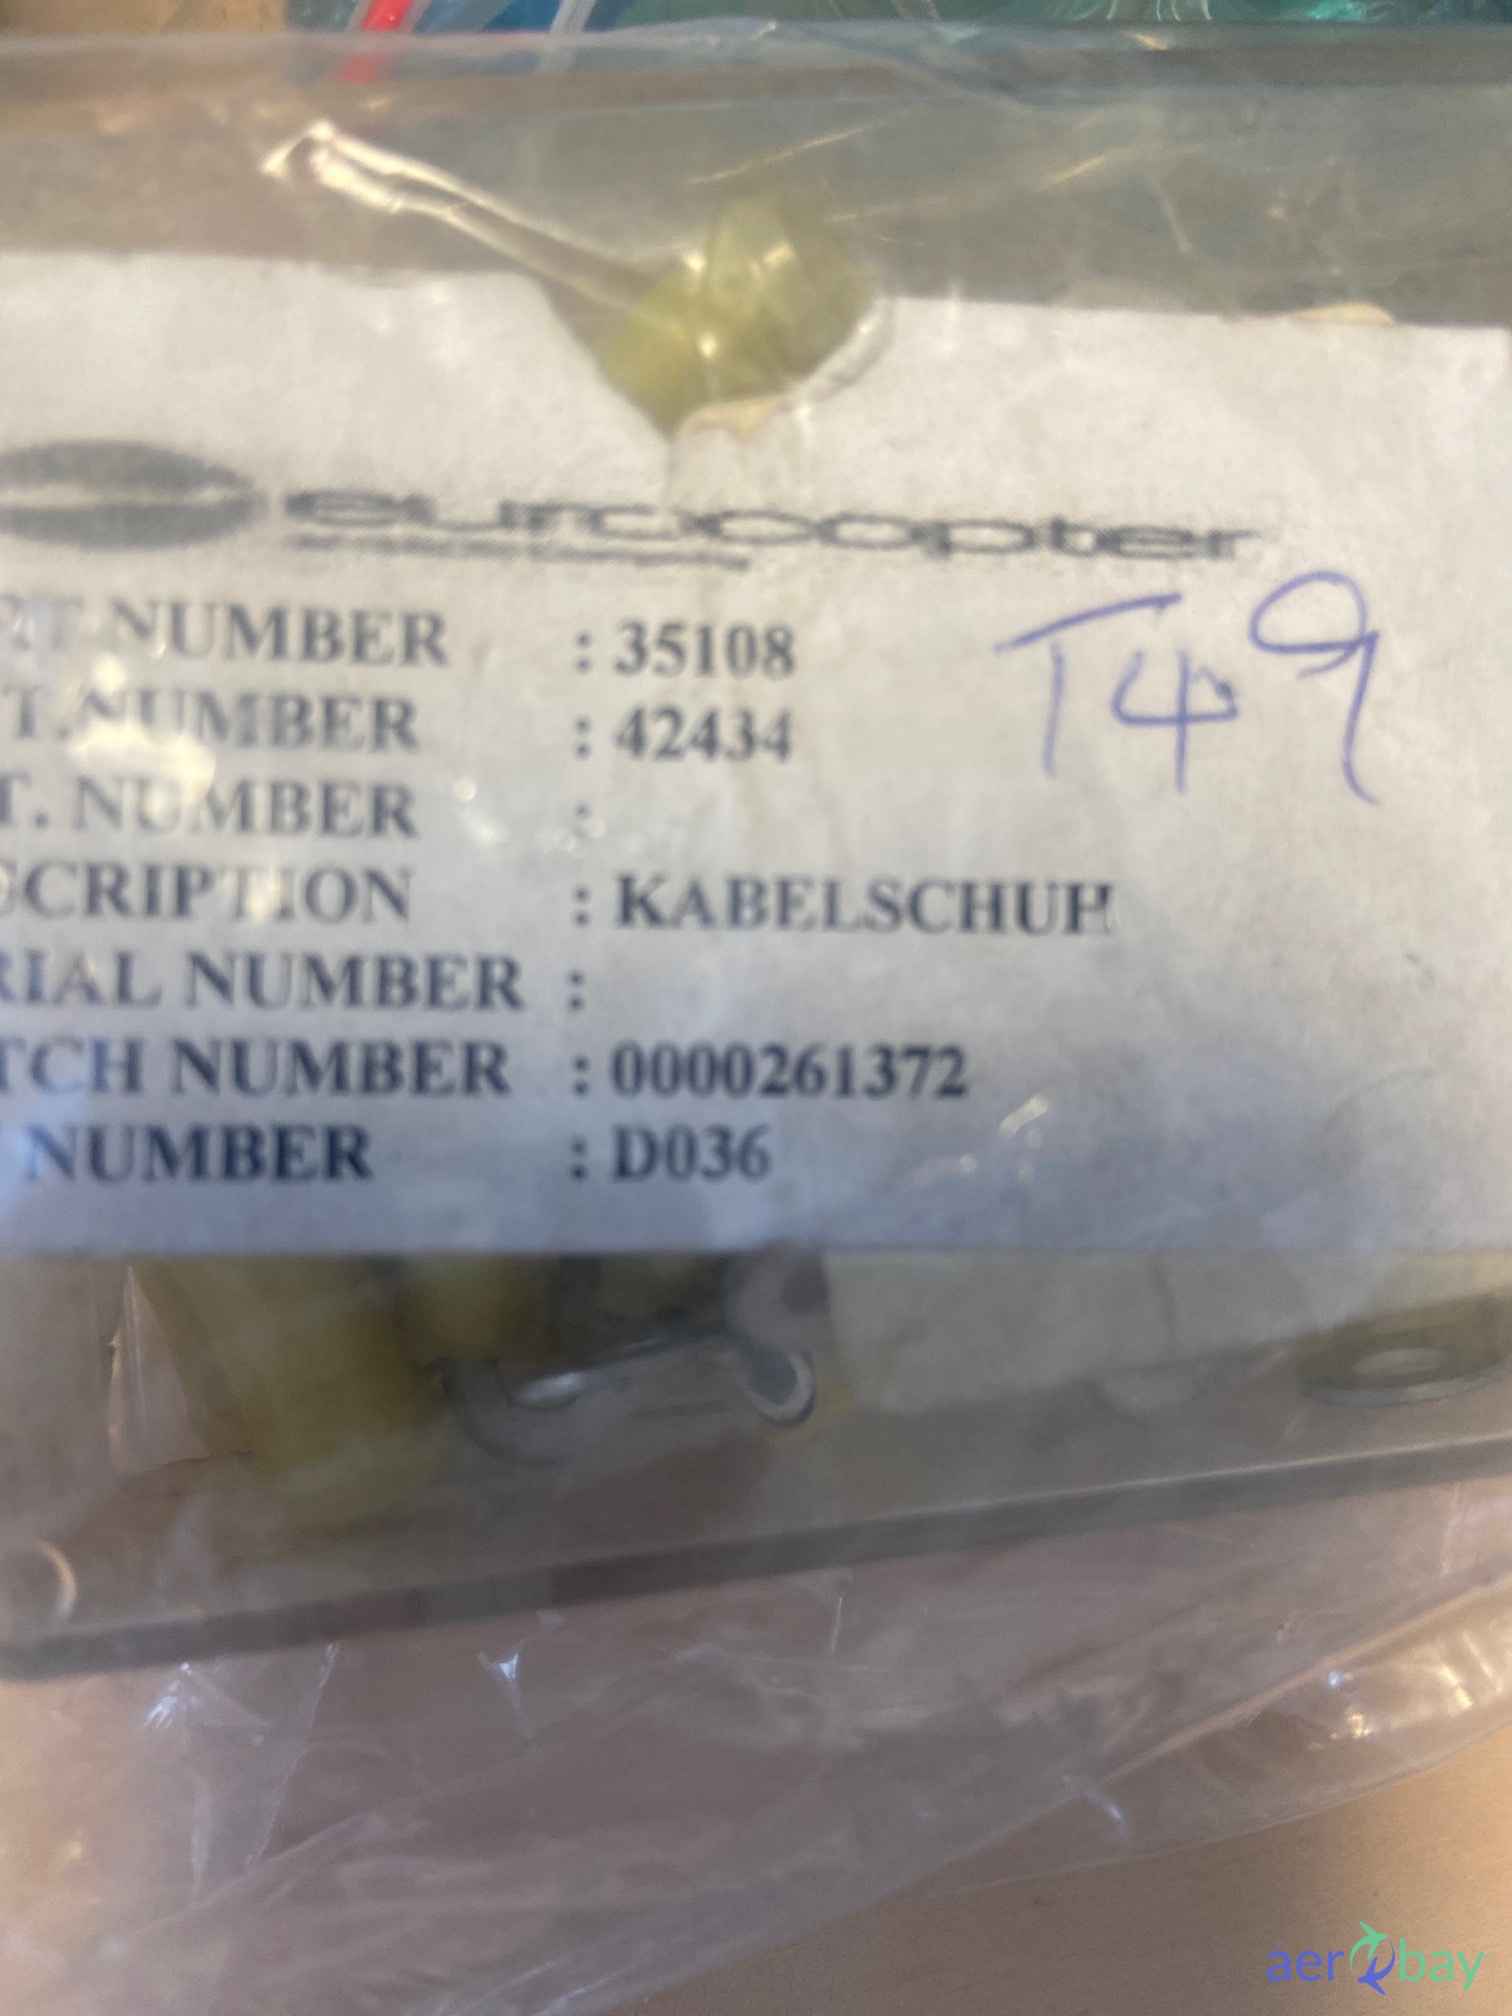 eurocopter
T49
NUMBER : 35108
T.NUMBER : 42434
T. NUMBER :
CRIPTION : KABELSCHUH
RIAL NUMBER :
TCH NUMBER : 0000261372
NUMBER : D036
aerobay